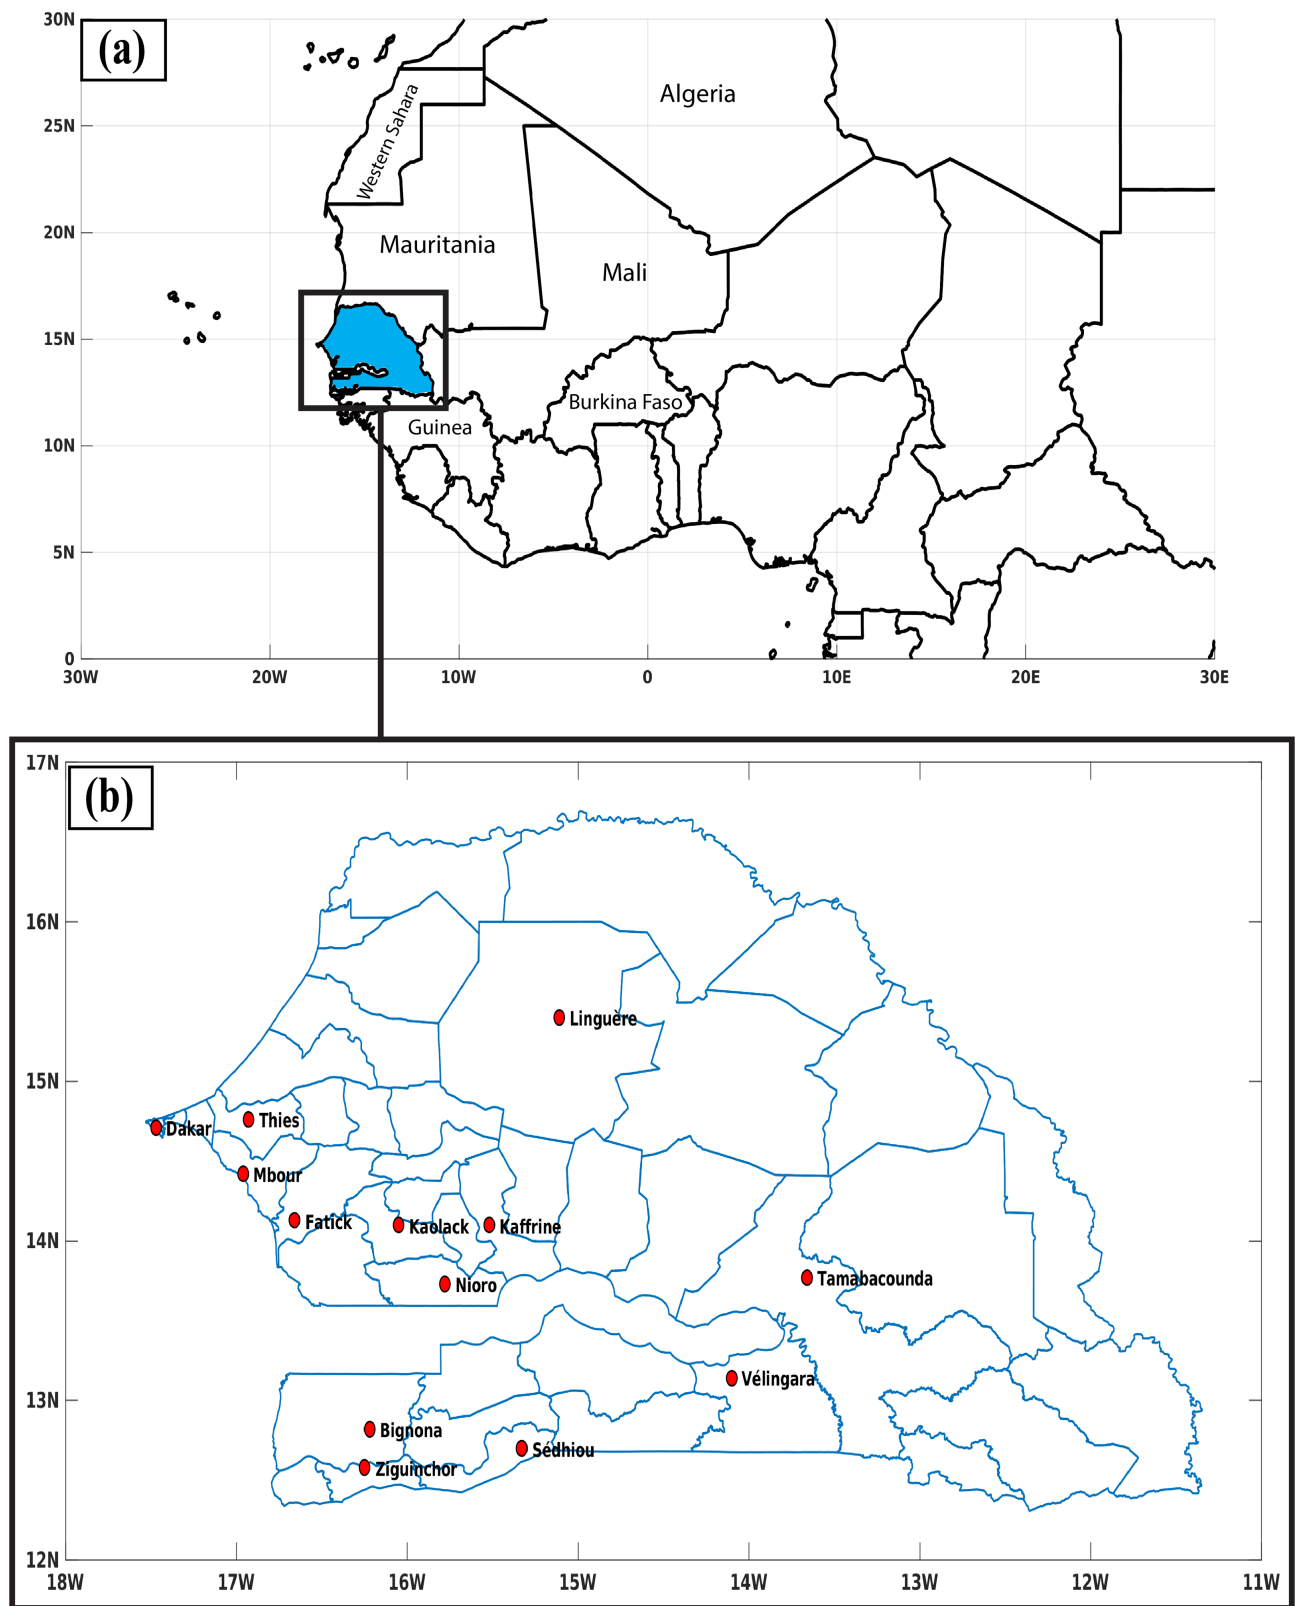 30N
(a)
Algeria
25N
Western Sahara
20N
Mauritania
Mali
15N
Burkina Faso
Guinea
10N
5N
0
30W 20W 10W 0 10E 20E 30E
17N
(b)
16N
Linguère
15N
Thies
Dakar
Mbour
Fatick
Kaolack
Kaffrine
14N
Tamabacounda
Nioro
Vélingara
13N
Bignona
Sédhiou
Ziguinchor
12N
18W 17W 16W 15W 14W 13W 12W 11W